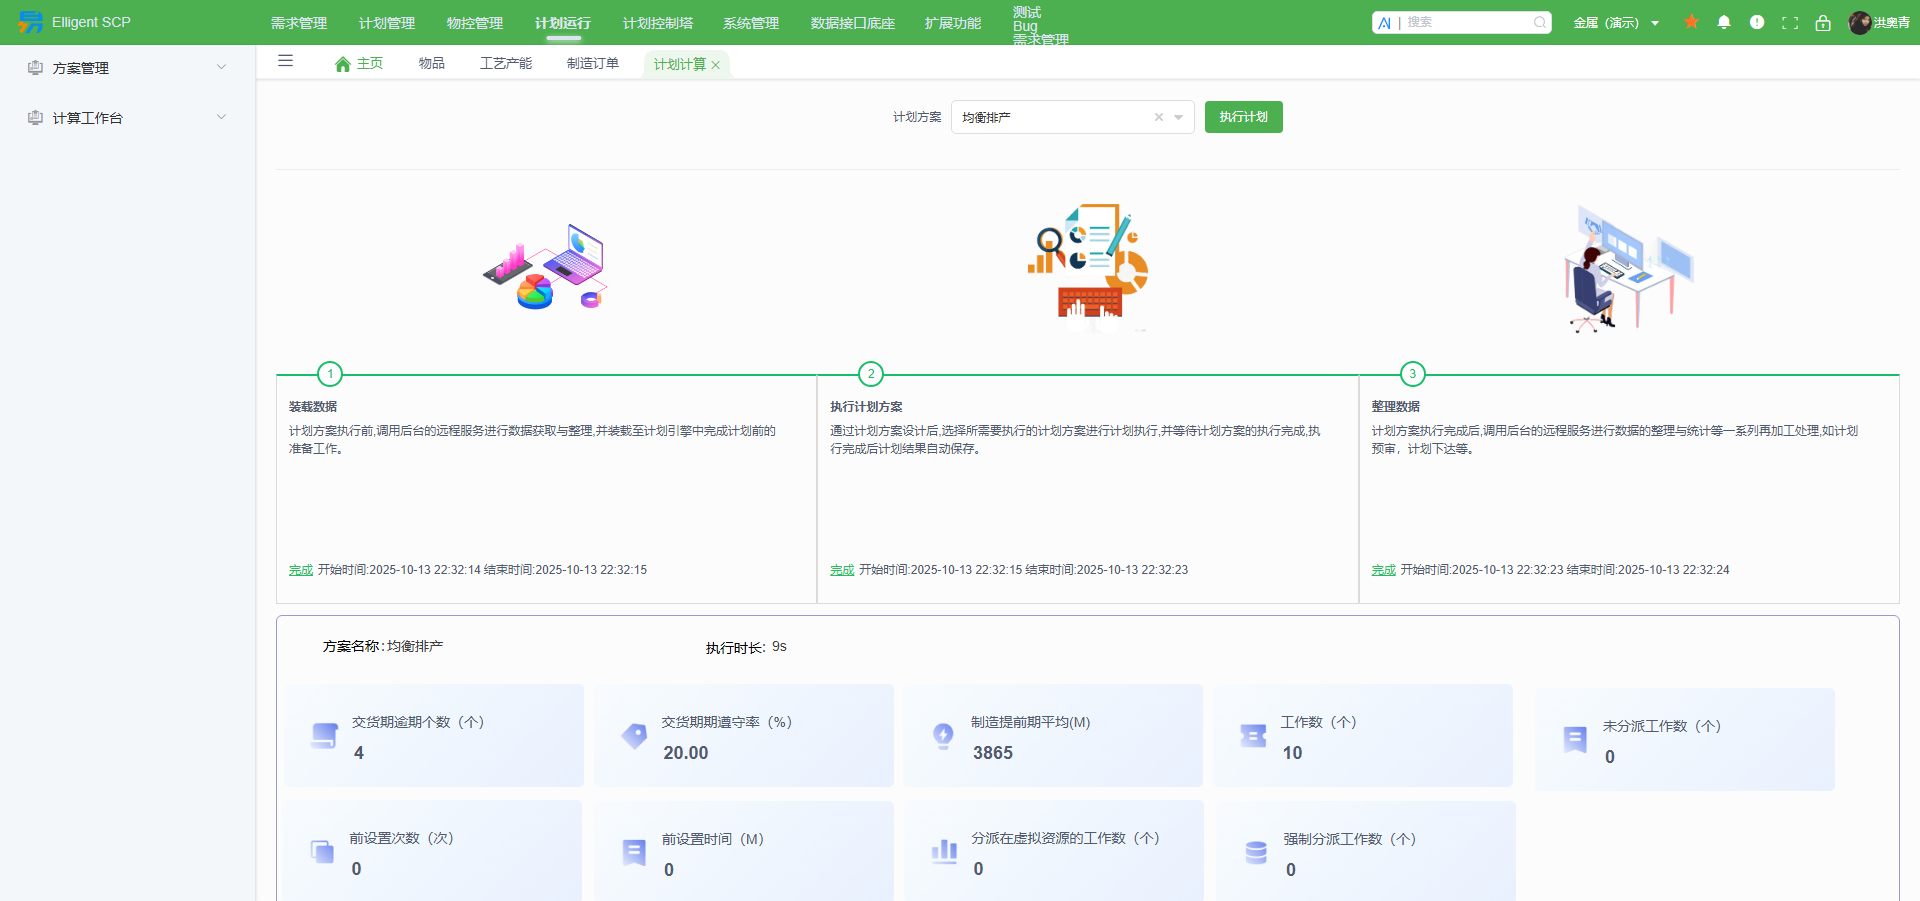 Elligent SCP
需求管理
计划管理
物控管理
计划运行
计划控制塔
系统管理
数据接口底座
扩展功能
测试
Bug
需求管理
AI | 搜索
金属（演示）
洪奥青
方案管理
计算工作台
主页
物品
工艺产能
制造订单
计划计算
计划方案
均衡排产
执行计划
1
2
3
装载数据
计划方案执行前,调用后台的远程服务进行数据获取与整理,并装载至计划引擎中完成计划前的
准备工作。
完成 开始时间:2025-10-13 22:32:14 结束时间:2025-10-13 22:32:15
执行计划方案
通过计划方案设计后,选择所需要执行的计划方案进行计划执行,并等待计划方案的执行完成,执
行完成后计划结果自动保存。
完成 开始时间:2025-10-13 22:32:15 结束时间:2025-10-13 22:32:23
整理数据
计划方案执行完成后,调用后台的远程服务进行数据的整理与统计等一系列再加工处理,如计划
预审，计划下达等。
完成 开始时间:2025-10-13 22:32:23 结束时间:2025-10-13 22:32:24
方案名称:均衡排产
执行时长: 9s
交货期逾期个数（个）
4
交货期期遵守率（%）
20.00
制造提前期平均(M)
3865
工作数（个）
10
未分派工作数（个）
0
前设置次数（次）
0
前设置时间（M）
0
分派在虚拟资源的工作数（个）
0
强制分派工作数（个）
0